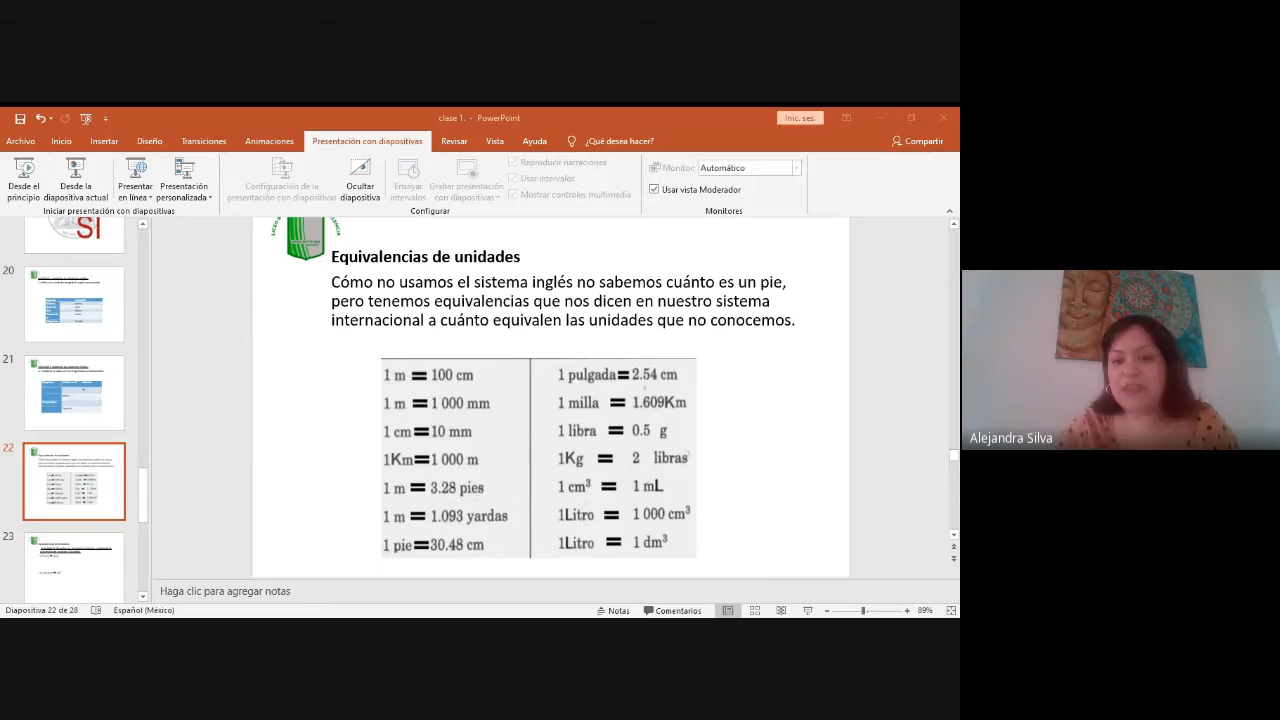 clase 1. - PowerPoint
Inic. ses.
Archivo Inicio Insertar Diseño Transiciones Animaciones Presentación con diapositivas Revisar Vista Ayuda ¿Qué desea hacer? Compartir
Desde el principio
Desde la diapositiva actual
Presentar en línea
Presentación personalizada
Iniciar presentación con diapositivas
Configuración de la presentación con diapositivas
Ocultar diapositiva
Ensayar intervalos
Grabar presentación con diapositivas
Reproducir narraciones
Usar intervalos
Mostrar controles multimedia
Configurar
Monitor: Automático
Usar vista Moderador
Monitores
SI
20
21
22
23
Equivalencias de unidades
Cómo no usamos el sistema inglés no sabemos cuánto es un pie,
pero tenemos equivalencias que nos dicen en nuestro sistema
internacional a cuánto equivalen las unidades que no conocemos.
1 m = 100 cm
1 m = 1 000 mm
1 cm = 10 mm
1Km = 1 000 m
1 m = 3.28 pies
1 m = 1.093 yardas
1 pie = 30.48 cm
1 pulgada = 2.54 cm
1 milla = 1.609Km
1 libra = 0.5 g
1Kg = 2 libras
1 cm³ = 1 mL
1Litro = 1 000 cm³
1Litro = 1 dm³
Haga clic para agregar notas
Diapositiva 22 de 28 Español (México) Notas Comentarios 89%
Alejandra Silva